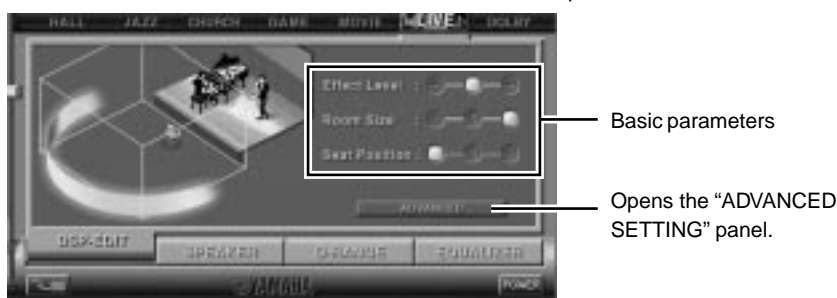 HALL JAZZ CHURCH GAME MOVIE LIVE DOLBY
Effect Level :
Room Size :
Seat Position :
Basic parameters
ADVANCED...
Opens the “ADVANCED
SETTING” panel.
DSP-EDIT SPEAKER D-RANGE EQUALIZER
YAMAHA POWER